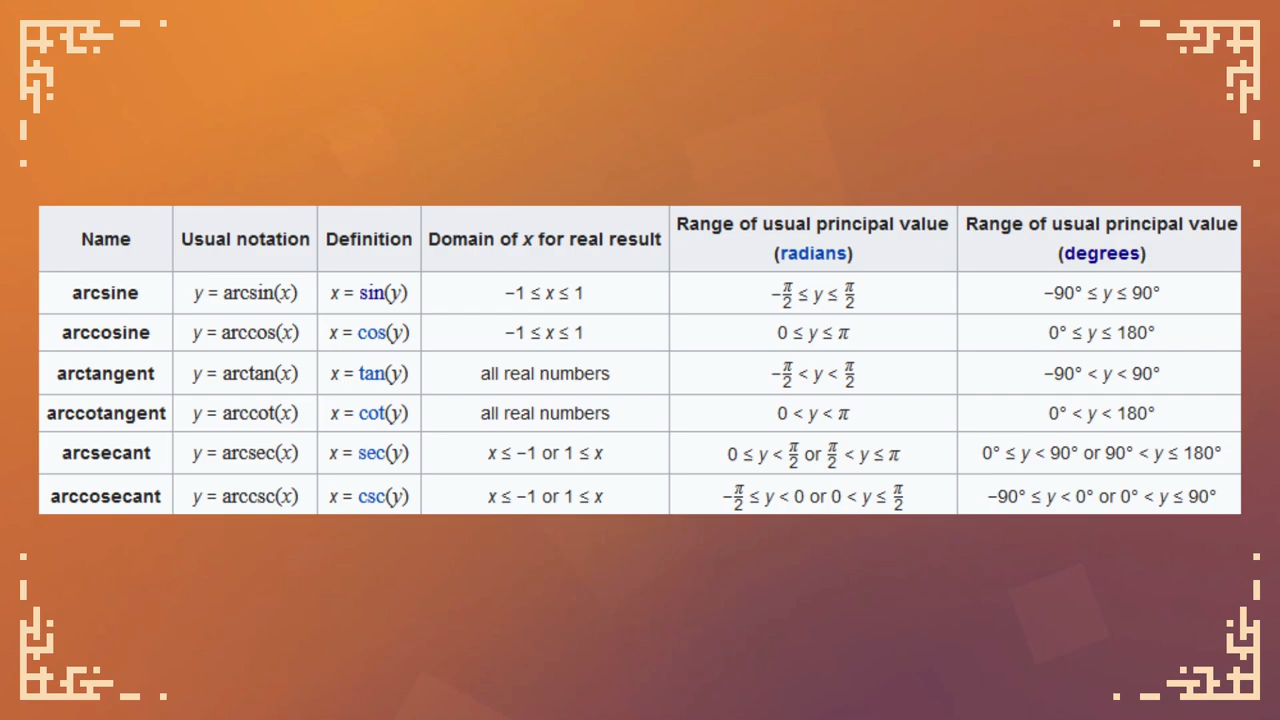 Name Usual notation Definition Domain of x for real result Range of usual principal value (radians) Range of usual principal value (degrees)
arcsine y = arcsin(x) x = sin(y) −1 ≤ x ≤ 1 −π/2 ≤ y ≤ π/2 −90° ≤ y ≤ 90°
arccosine y = arccos(x) x = cos(y) −1 ≤ x ≤ 1 0 ≤ y ≤ π 0° ≤ y ≤ 180°
arctangent y = arctan(x) x = tan(y) all real numbers −π/2 < y < π/2 −90° < y < 90°
arccotangent y = arccot(x) x = cot(y) all real numbers 0 < y < π 0° < y < 180°
arcsecant y = arcsec(x) x = sec(y) x ≤ −1 or 1 ≤ x 0 ≤ y < π/2 or π/2 < y ≤ π 0° ≤ y < 90° or 90° < y ≤ 180°
arccosecant y = arccsc(x) x = csc(y) x ≤ −1 or 1 ≤ x −π/2 ≤ y < 0 or 0 < y ≤ π/2 −90° ≤ y < 0° or 0° < y ≤ 90°